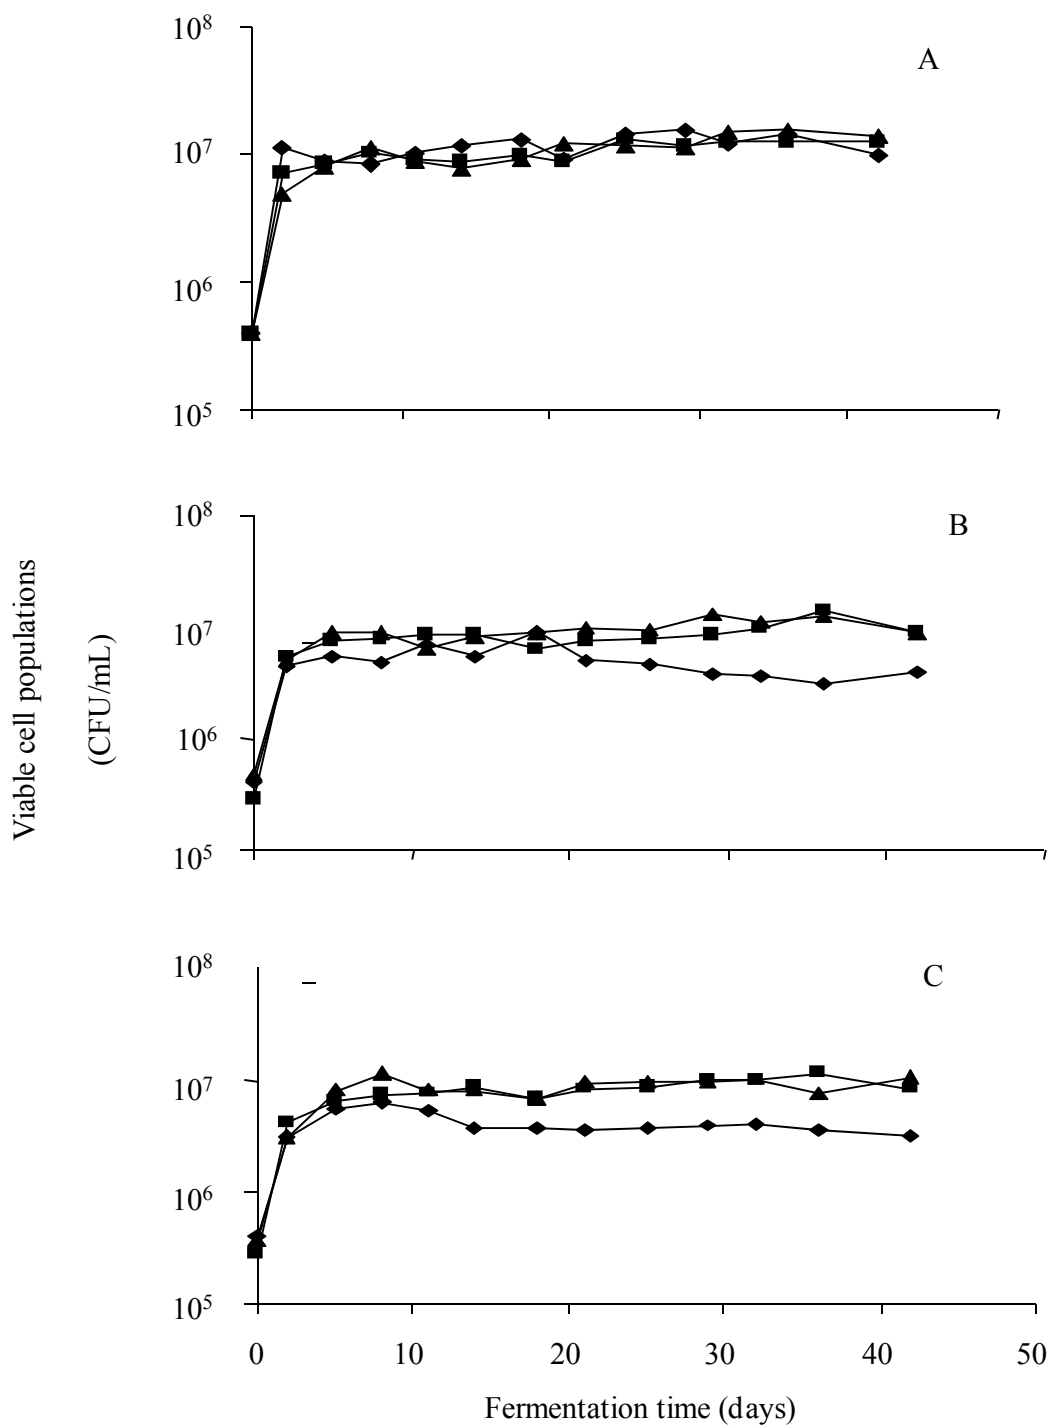 10⁸
A
10⁷
10⁶
10⁵
10⁸
B
10⁷
10⁶
10⁵
Viable cell populations
(CFU/mL)
10⁸
C
10⁷
10⁶
10⁵
0 10 20 30 40 50
Fermentation time (days)